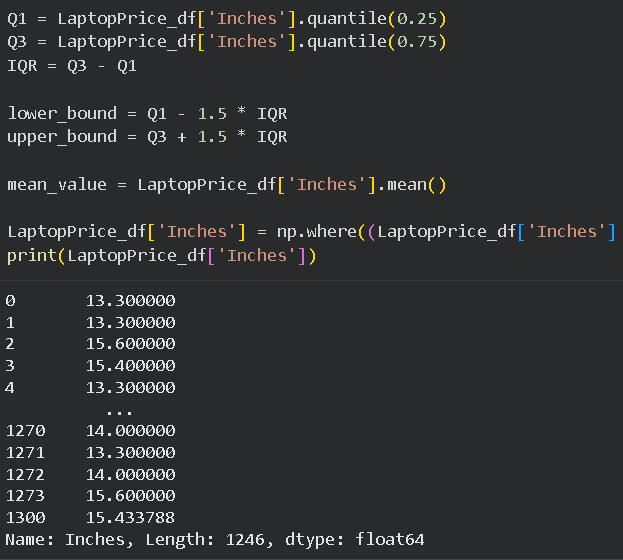 Q1 = LaptopPrice_df['Inches'].quantile(0.25)
Q3 = LaptopPrice_df['Inches'].quantile(0.75)
IQR = Q3 - Q1
lower_bound = Q1 - 1.5 * IQR
upper_bound = Q3 + 1.5 * IQR
mean_value = LaptopPrice_df['Inches'].mean()
LaptopPrice_df['Inches'] = np.where((LaptopPrice_df['Inches']
print(LaptopPrice_df['Inches'])
0 13.300000
1 13.300000
2 15.600000
3 15.400000
4 13.300000
...
1270 14.000000
1271 13.300000
1272 14.000000
1273 15.600000
1300 15.433788
Name: Inches, Length: 1246, dtype: float64